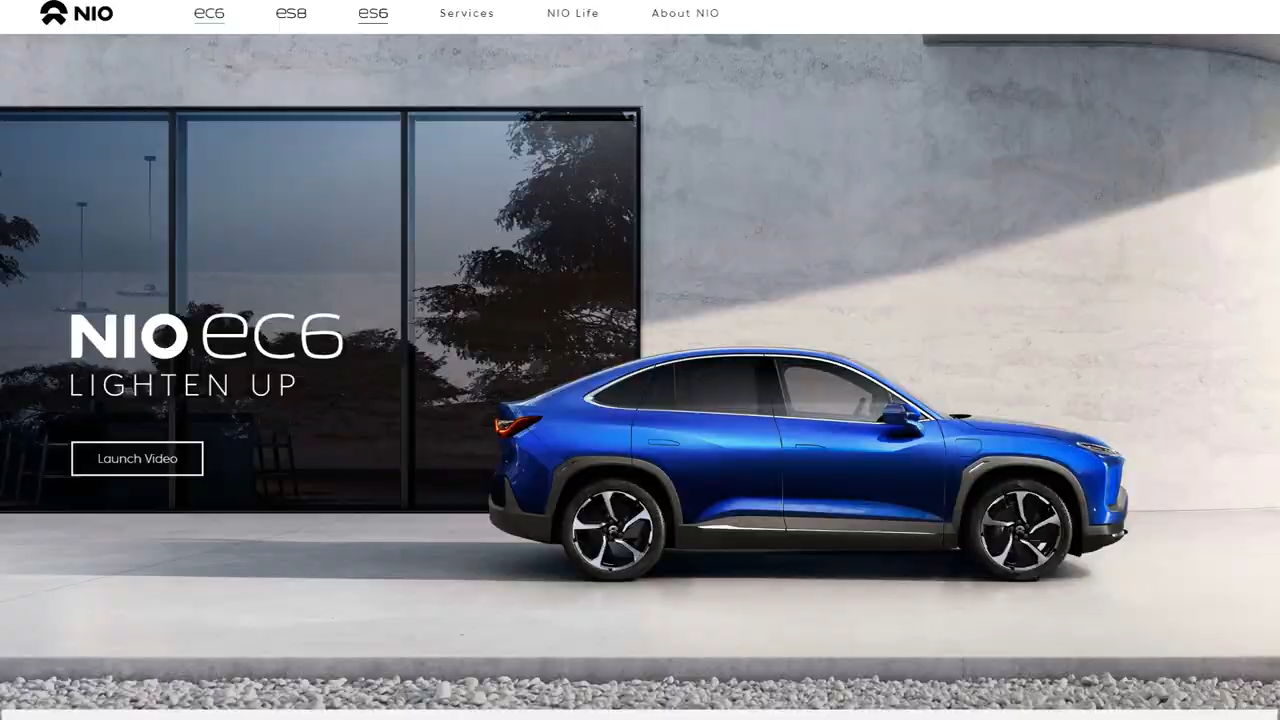 NIO ec6 es8 es6 Services NIO Life About NIO
NIO ec6
LIGHTEN UP
Launch Video